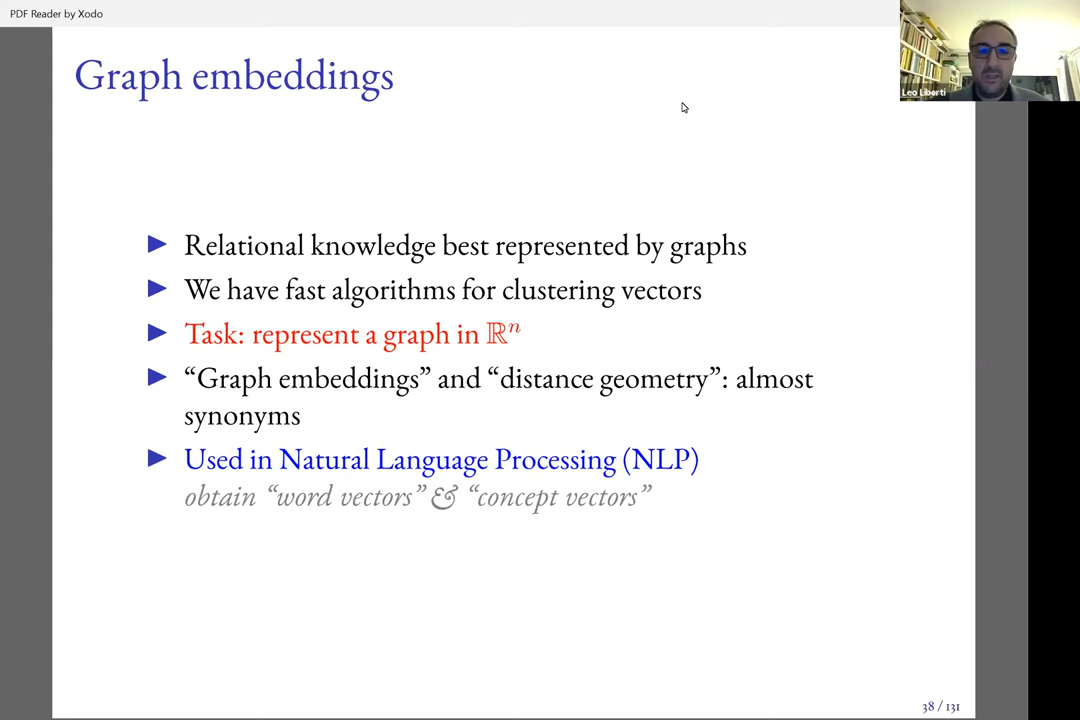 PDF Reader by Xodo
Leo Liberti
Graph embeddings
► Relational knowledge best represented by graphs
► We have fast algorithms for clustering vectors
► Task: represent a graph in ℝⁿ
► “Graph embeddings” and “distance geometry”: almost
synonyms
► Used in Natural Language Processing (NLP)
obtain “word vectors” & “concept vectors”
38 / 131